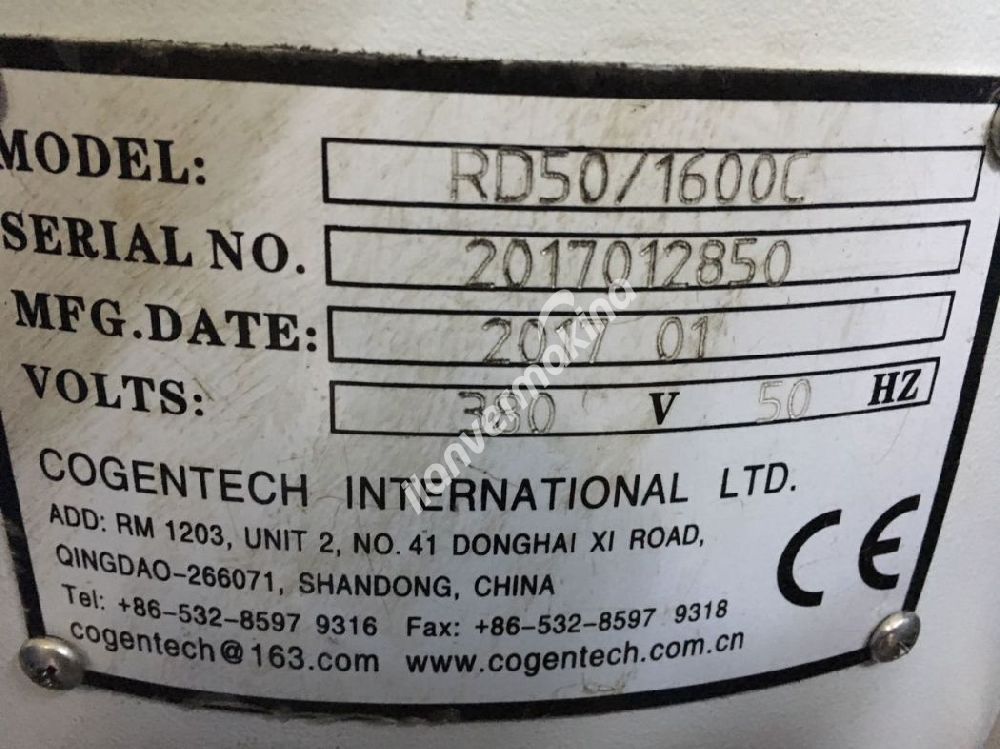 MODEL: RD50/1600C
SERIAL NO. 2017012850
MFG.DATE: 2017 01
VOLTS: 380 V 50 HZ
COGENTECH INTERNATIONAL LTD.
ADD: RM 1203, UNIT 2, NO. 41 DONGHAI XI ROAD,
QINGDAO-266071, SHANDONG, CHINA
Tel: +86-532-8597 9316 Fax: +86-532-8597 9318
cogentech@163.com www.cogentech.com.cn
CE
ilanvermakina